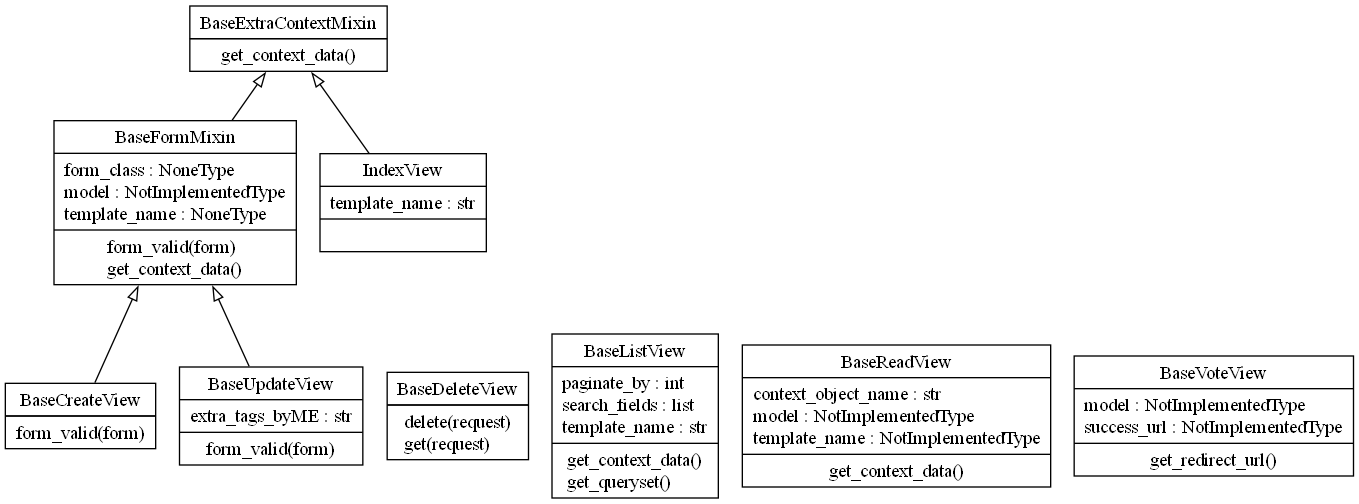 BaseExtraContextMixin
get_context_data()
BaseFormMixin
form_class : NoneType
model : NotImplementedType
template_name : NoneType
form_valid(form)
get_context_data()
IndexView
template_name : str
BaseCreateView
form_valid(form)
BaseUpdateView
extra_tags_byME : str
form_valid(form)
BaseDeleteView
delete(request)
get(request)
BaseListView
paginate_by : int
search_fields : list
template_name : str
get_context_data()
get_queryset()
BaseReadView
context_object_name : str
model : NotImplementedType
template_name : NotImplementedType
get_context_data()
BaseVoteView
model : NotImplementedType
success_url : NotImplementedType
get_redirect_url()